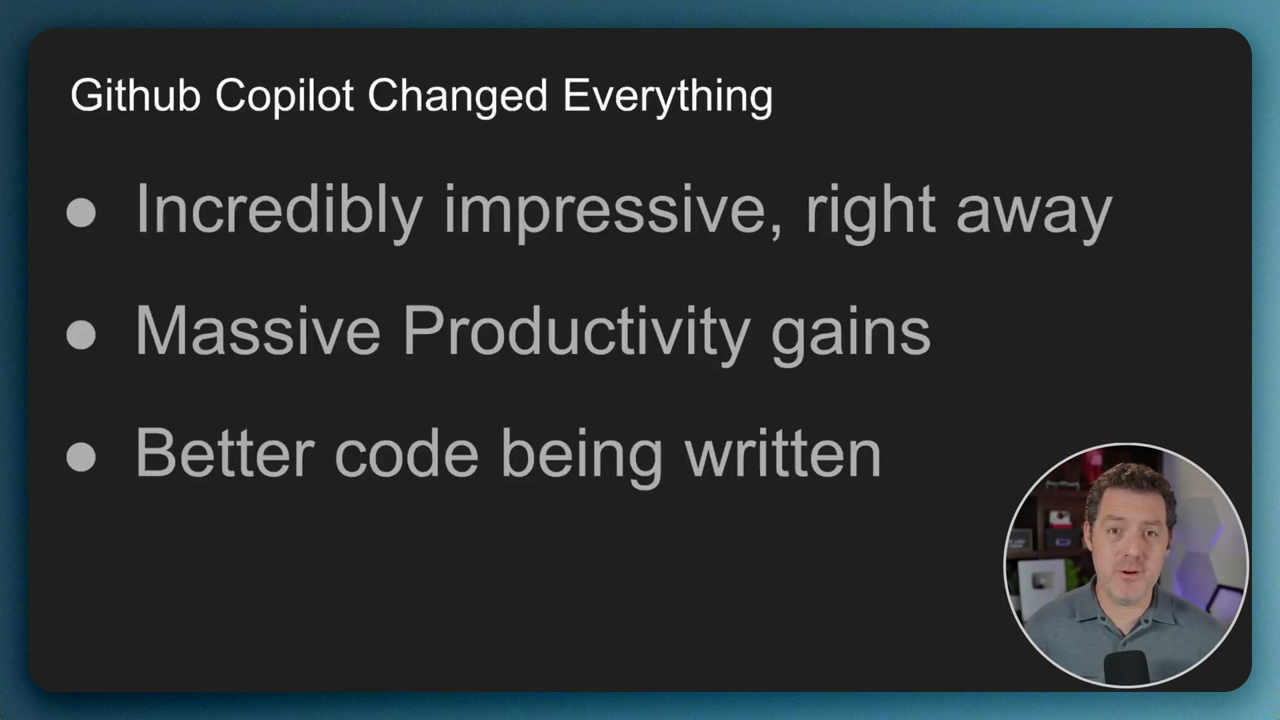 Github Copilot Changed Everything
● Incredibly impressive, right away
● Massive Productivity gains
● Better code being written